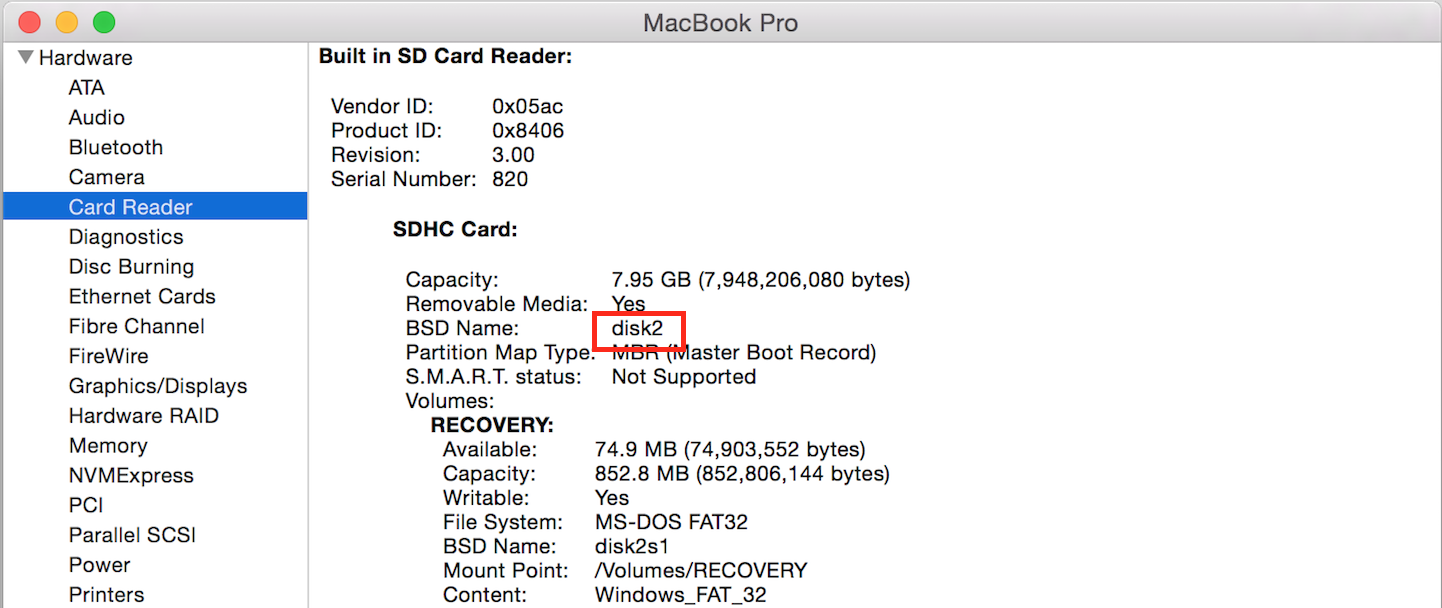 MacBook Pro
Hardware
ATA
Audio
Bluetooth
Camera
Card Reader
Diagnostics
Disc Burning
Ethernet Cards
Fibre Channel
FireWire
Graphics/Displays
Hardware RAID
Memory
NVMExpress
PCI
Parallel SCSI
Power
Printers
Built in SD Card Reader:
Vendor ID: 0x05ac
Product ID: 0x8406
Revision: 3.00
Serial Number: 820
SDHC Card:
Capacity: 7.95 GB (7,948,206,080 bytes)
Removable Media: Yes
BSD Name: disk2
Partition Map Type: MBR (Master Boot Record)
S.M.A.R.T. status: Not Supported
Volumes:
RECOVERY:
Available: 74.9 MB (74,903,552 bytes)
Capacity: 852.8 MB (852,806,144 bytes)
Writable: Yes
File System: MS-DOS FAT32
BSD Name: disk2s1
Mount Point: /Volumes/RECOVERY
Content: Windows_FAT_32